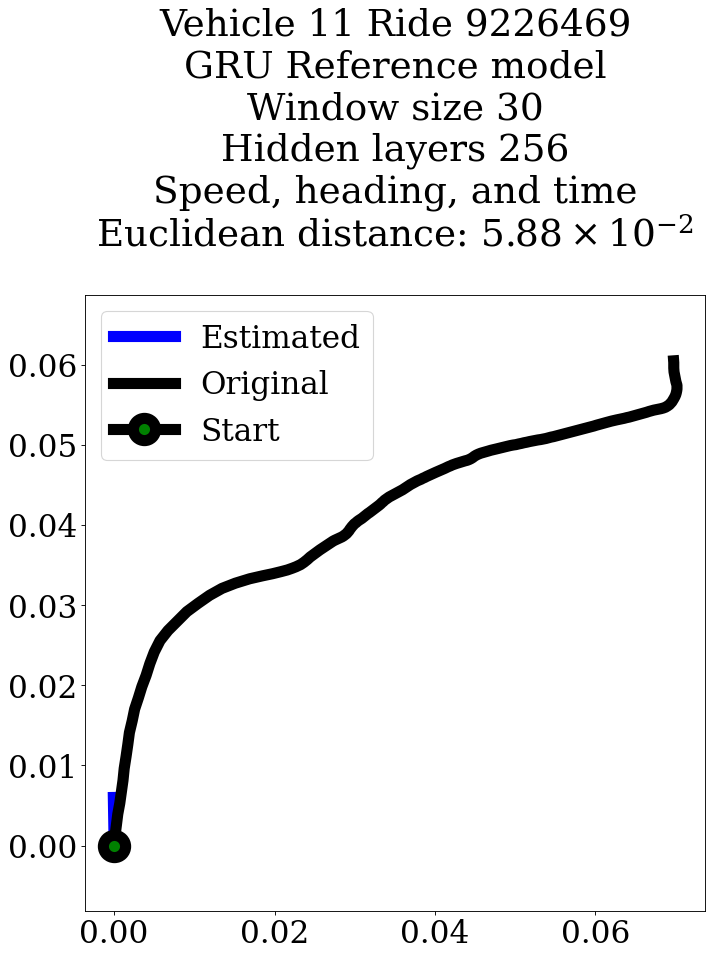 Vehicle 11 Ride 9226469
GRU Reference model
Window size 30
Hidden layers 256
Speed, heading, and time
Euclidean distance: 5.88 × 10⁻²
Estimated
Original
Start
0.06
0.05
0.04
0.03
0.02
0.01
0.00
0.00 0.02 0.04 0.06